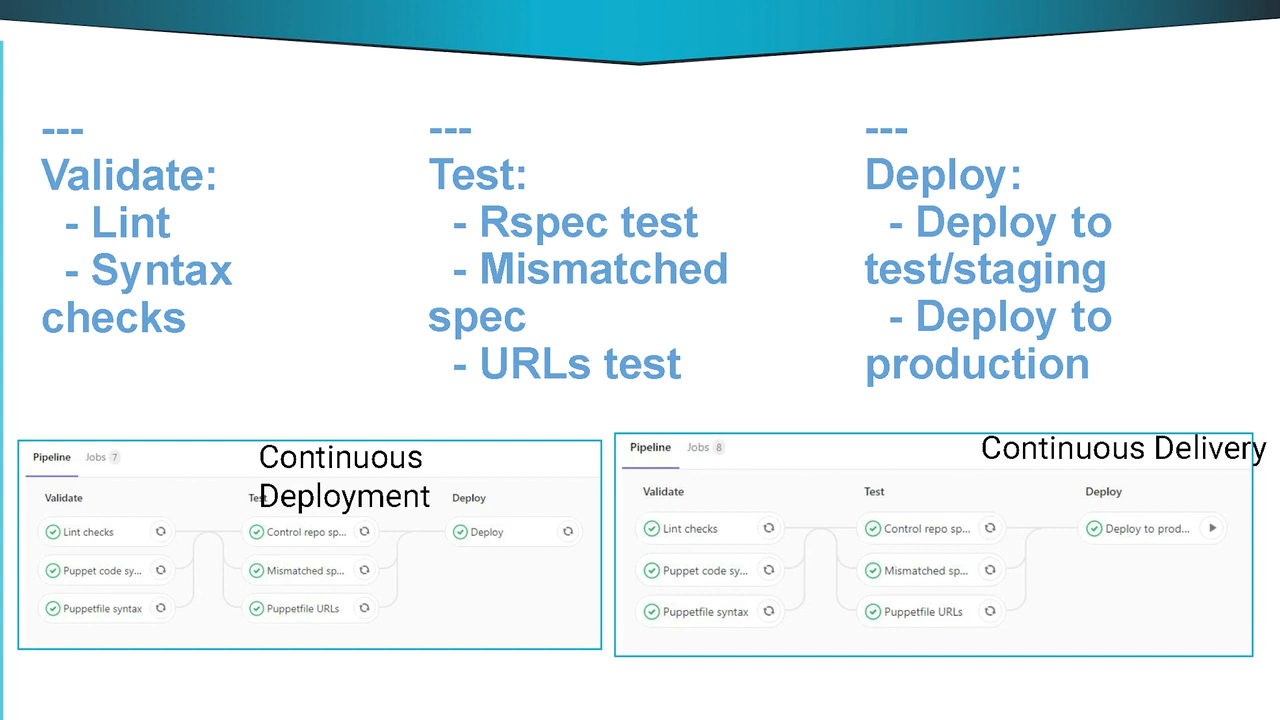 ---
Validate:
- Lint
- Syntax
checks
---
Test:
- Rspec test
- Mismatched
spec
- URLs test
---
Deploy:
- Deploy to
test/staging
- Deploy to
production
Pipeline Jobs 7
Continuous
Deployment
Validate Test Deploy
Lint checks Control repo sp... Deploy
Puppet code sy... Mismatched sp...
Puppetfile syntax Puppetfile URLs
Pipeline Jobs 8
Continuous Delivery
Validate Test Deploy
Lint checks Control repo sp... Deploy to prod...
Puppet code sy... Mismatched sp...
Puppetfile syntax Puppetfile URLs